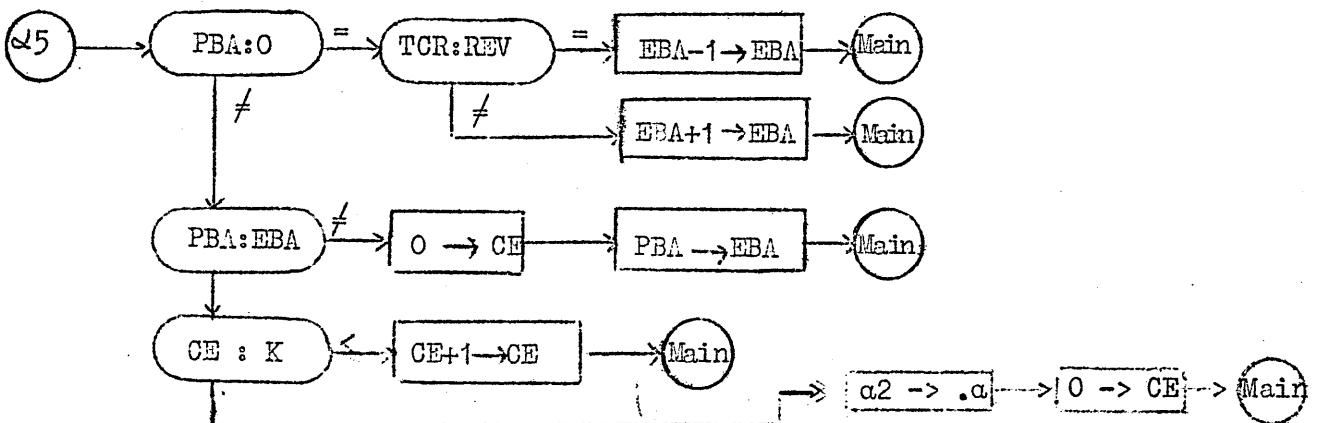 α5 PBA:0 = TCR:REV = EBA-1→EBA Main
≠ ≠ EBA+1→EBA Main
PBA:EBA ≠ 0 → CE PBA→EBA Main
CE : K < CE+1→CE Main
α2 -> .α 0 -> CE Main